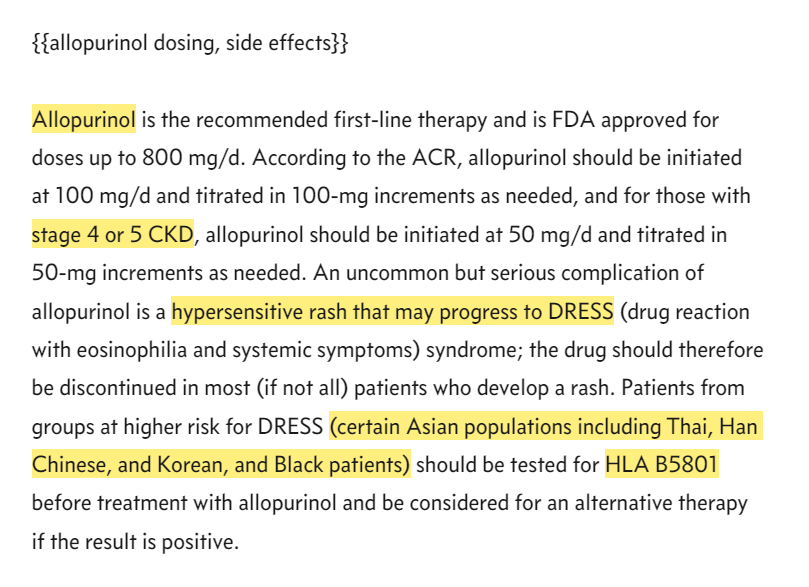 {{allopurinol dosing, side effects}}
Allopurinol is the recommended first-line therapy and is FDA approved for
doses up to 800 mg/d. According to the ACR, allopurinol should be initiated
at 100 mg/d and titrated in 100-mg increments as needed, and for those with
stage 4 or 5 CKD, allopurinol should be initiated at 50 mg/d and titrated in
50-mg increments as needed. An uncommon but serious complication of
allopurinol is a hypersensitive rash that may progress to DRESS (drug reaction
with eosinophilia and systemic symptoms) syndrome; the drug should therefore
be discontinued in most (if not all) patients who develop a rash. Patients from
groups at higher risk for DRESS (certain Asian populations including Thai, Han
Chinese, and Korean, and Black patients) should be tested for HLA B5801
before treatment with allopurinol and be considered for an alternative therapy
if the result is positive.